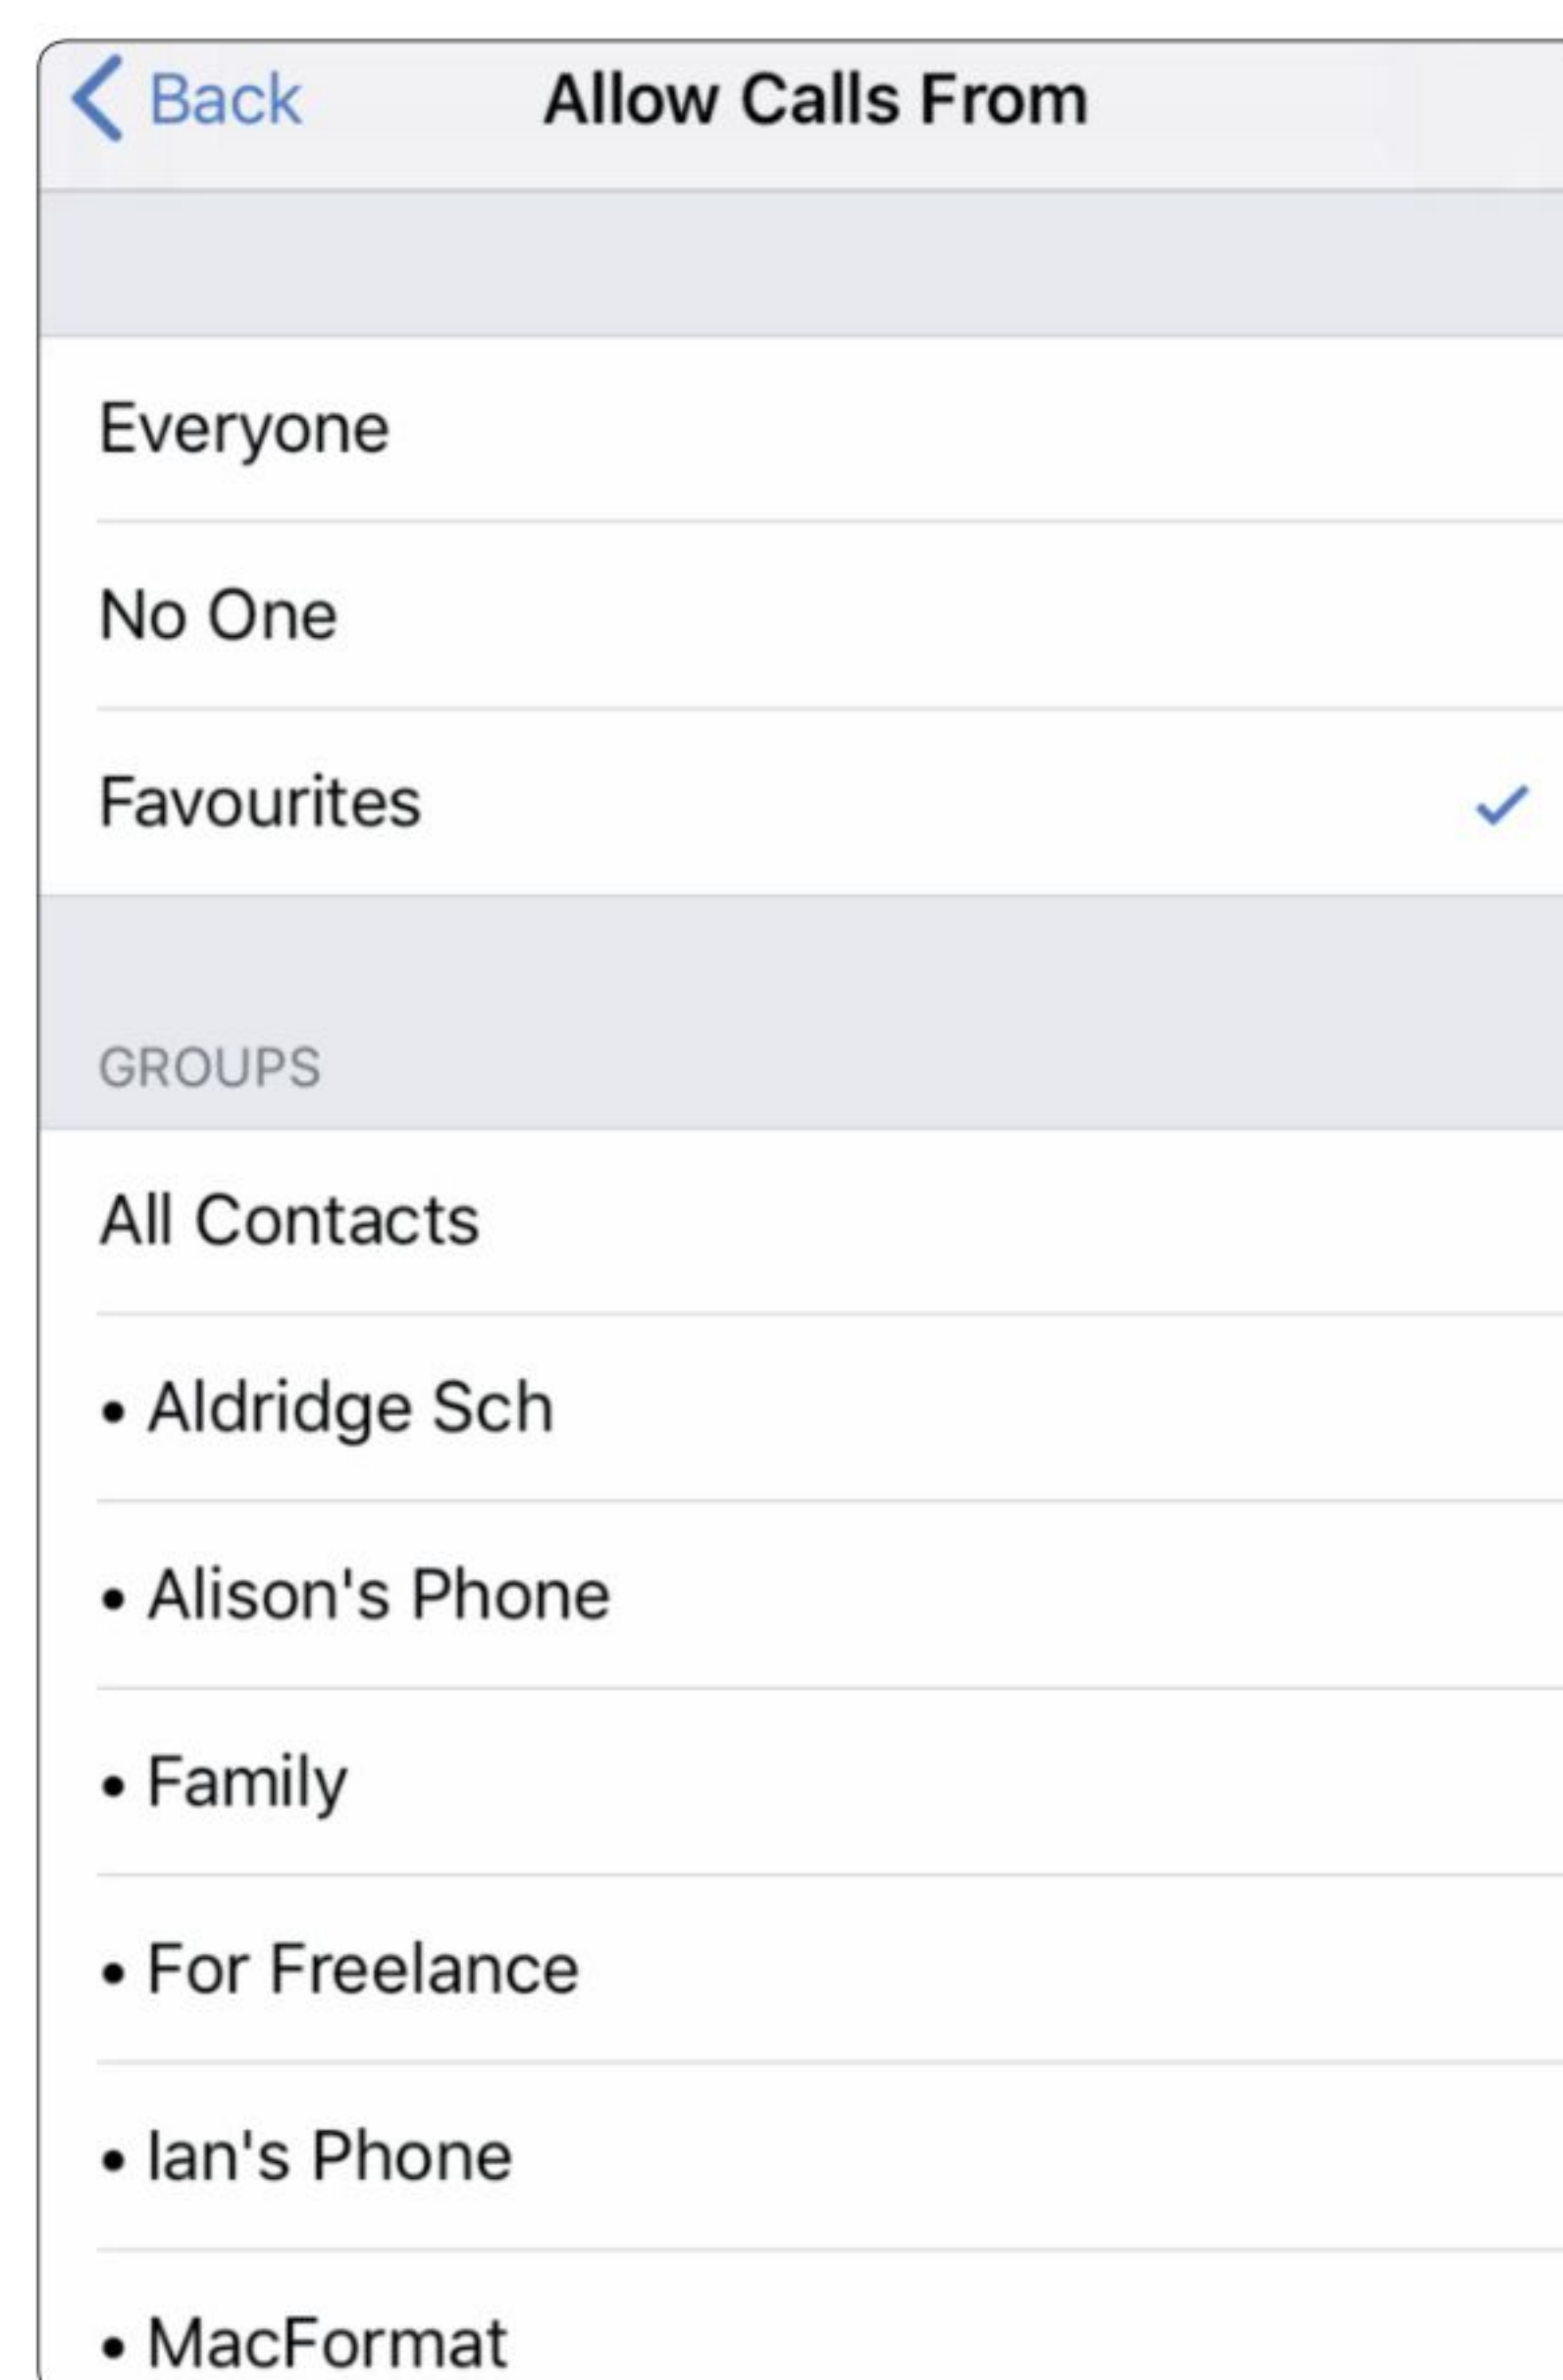 Back
Allow Calls From
Everyone
No One
Favourites
GROUPS
All Contacts
• Aldridge Sch
• Alison's Phone
• Family
• For Freelance
• Ian's Phone
• MacFormat